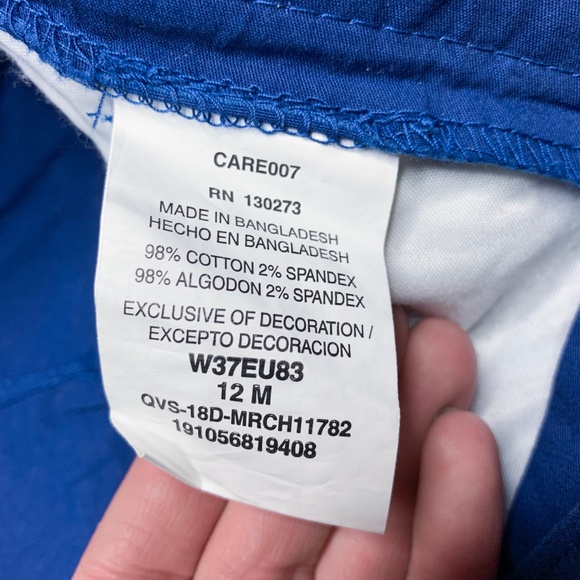 CARE007
RN 130273
MADE IN BANGLADESH
HECHO EN BANGLADESH
98% COTTON 2% SPANDEX
98% ALGODON 2% SPANDEX
EXCLUSIVE OF DECORATION /
EXCEPTO DECORACION
W37EU83
12 M
QVS-18D-MRCH11782
191056819408